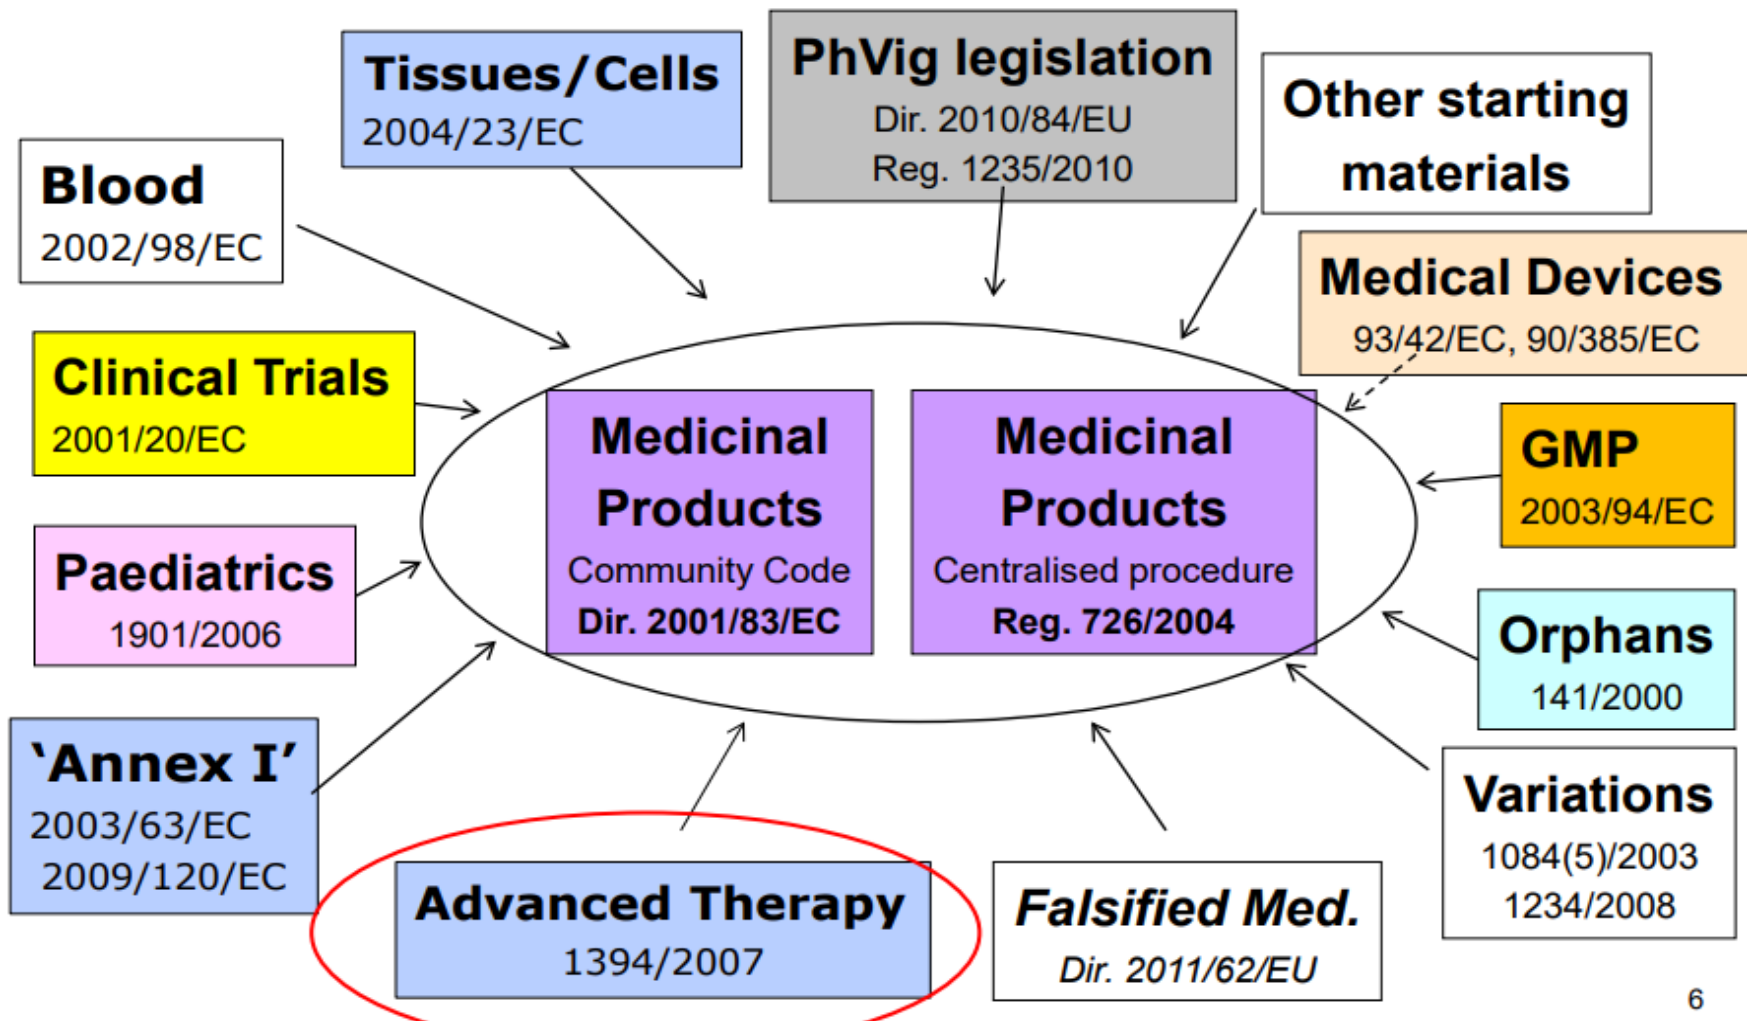 Tissues/Cells
2004/23/EC
PhVig legislation
Dir. 2010/84/EU
Reg. 1235/2010
Other starting
materials
Blood
2002/98/EC
Medical Devices
93/42/EC, 90/385/EC
Clinical Trials
2001/20/EC
Medicinal
Products
Community Code
Dir. 2001/83/EC
Medicinal
Products
Centralised procedure
Reg. 726/2004
GMP
2003/94/EC
Paediatrics
1901/2006
Orphans
141/2000
‘Annex I’
2003/63/EC
2009/120/EC
Variations
1084(5)/2003
1234/2008
Advanced Therapy
1394/2007
Falsified Med.
Dir. 2011/62/EU
6